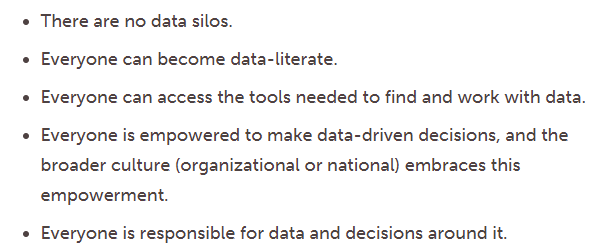 • There are no data silos.
• Everyone can become data-literate.
• Everyone can access the tools needed to find and work with data.
• Everyone is empowered to make data-driven decisions, and the
broader culture (organizational or national) embraces this
empowerment.
• Everyone is responsible for data and decisions around it.